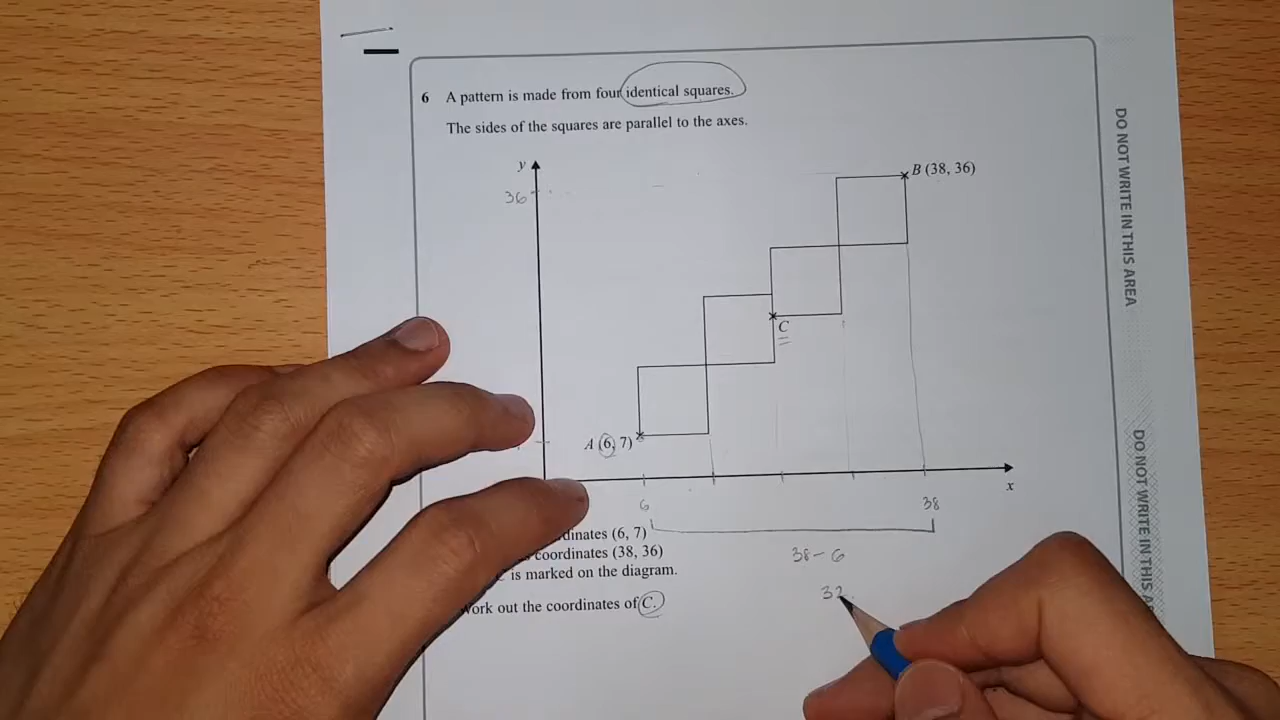 6 A pattern is made from four identical squares.
The sides of the squares are parallel to the axes.
y
36
B (38, 36)
C
A (6, 7)
x
6
38
(6, 7)
coordinates (38, 36)
38 - 6
is marked on the diagram.
32
ork out the coordinates of C.
DO NOT WRITE IN THIS AREA
DO NOT WRITE IN THIS AR